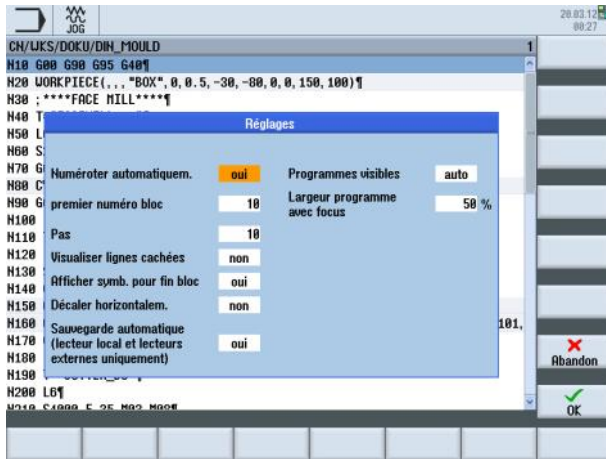 JOG
20.03.12
00:27
CN/WKS/DOKU/DIN_MOULD 1
N10 G00 G90 G95 G40¶
N20 WORKPIECE(,,,"BOX",0,0.5,-30,-80,0,0,150,100)¶
N30 ;****FACE MILL****¶
N40
N50
N60
N70
N80
N90
N100
N110
N120
N130
N140
N150
N160 101,
N170
N180
N190
N200 L6¶
Réglages
Numéroter automatiquem. oui Programmes visibles auto
premier numéro bloc 10 Largeur programme avec focus 50 %
Pas 10
Visualiser lignes cachées non
Afficher symb. pour fin bloc oui
Décaler horizontalem. non
Sauvegarde automatique
(lecteur local et lecteurs oui
externes uniquement)
Abandon
OK